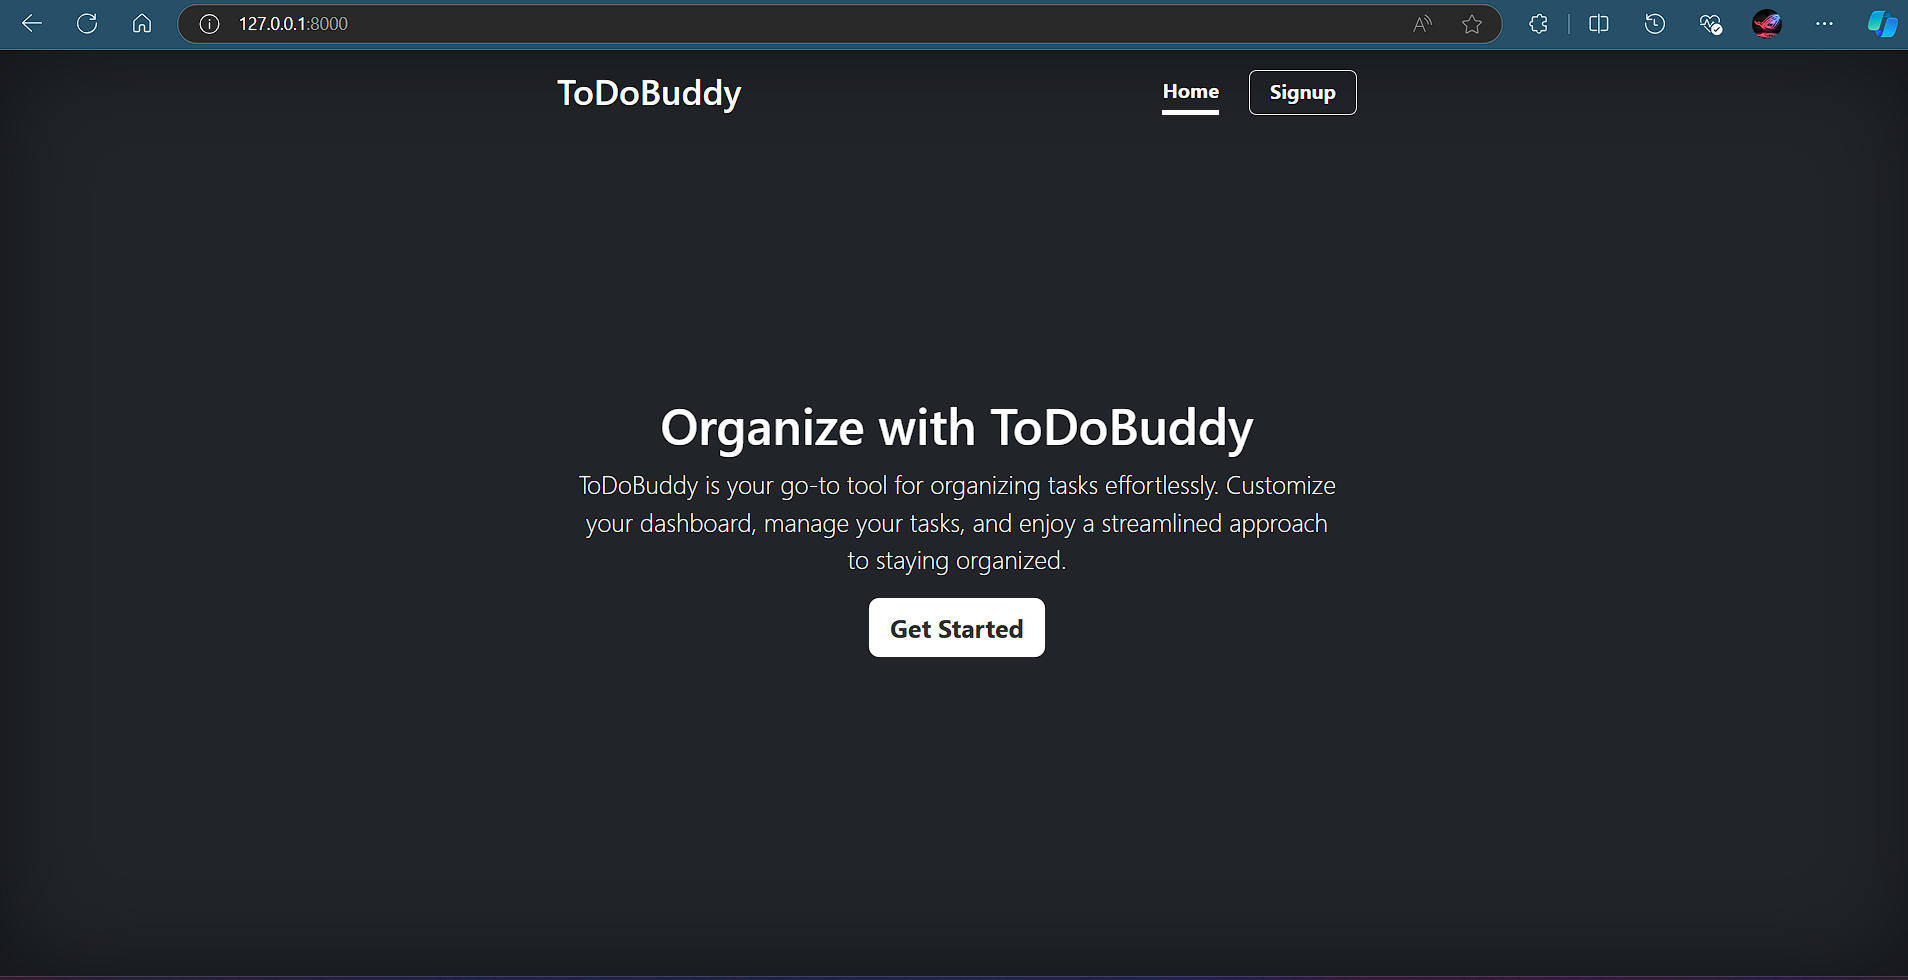 127.0.0.1:8000
ToDoBuddy
Home
Signup
Organize with ToDoBuddy
ToDoBuddy is your go-to tool for organizing tasks effortlessly. Customize
your dashboard, manage your tasks, and enjoy a streamlined approach
to staying organized.
Get Started